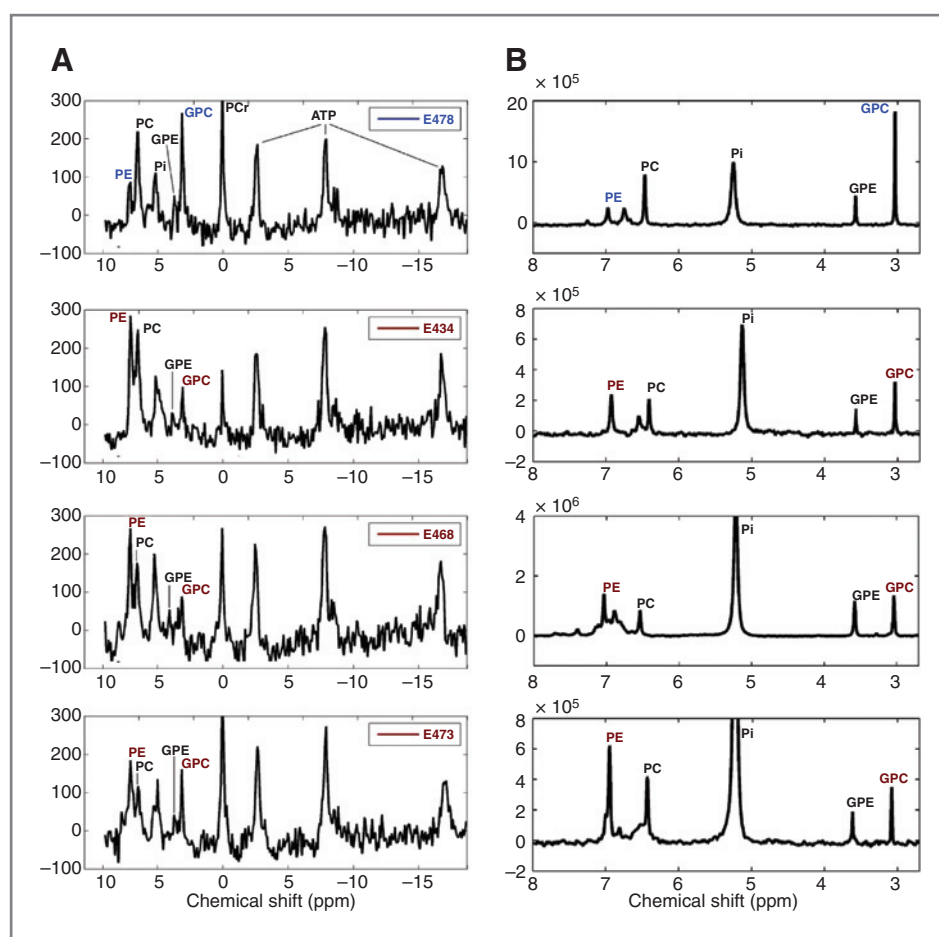 A
300
200
100
0
−100
PE
PC
GPE
Pi
GPC
PCr
ATP
E478
10 5 0 5 −10 −15
300
200
100
0
−100
PE
PC
GPE
GPC
E434
10 5 0 5 −10 −15
300
200
100
0
−100
PE
PC
GPE
GPC
E468
10 5 0 5 −10 −15
300
200
100
0
−100
PE
PC
GPE
GPC
E473
10 5 0 5 −10 −15
Chemical shift (ppm)
B
× 10⁵
20
10
0
PE
PC
Pi
GPE
GPC
8 7 6 5 4 3
× 10⁵
8
6
4
2
0
−2
PE
PC
Pi
GPE
GPC
8 7 6 5 4 3
× 10⁶
4
2
0
PE
PC
Pi
GPE
GPC
8 7 6 5 4 3
× 10⁵
8
6
4
2
0
−2
PE
PC
Pi
GPE
GPC
8 7 6 5 4 3
Chemical shift (ppm)